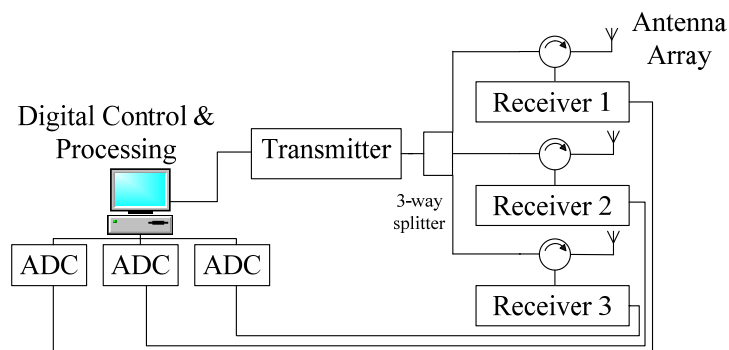 Antenna
Array
Receiver 1
Digital Control &
Processing
Transmitter
3-way
splitter
Receiver 2
ADC
ADC
ADC
Receiver 3